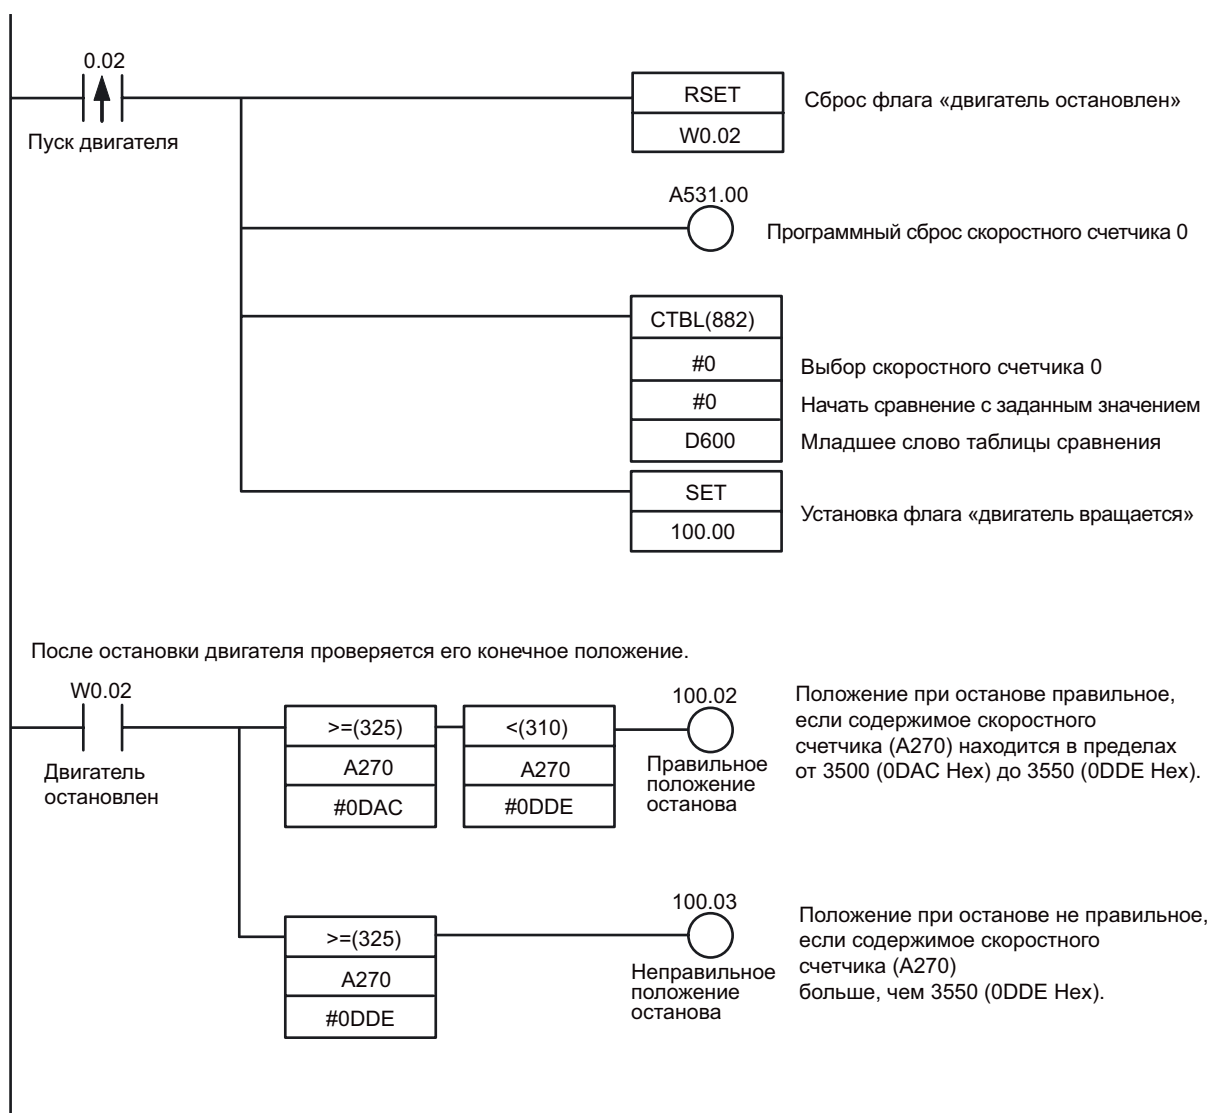 0.02
Пуск двигателя
RSET
W0.02
Сброс флага «двигатель остановлен»
A531.00
Программный сброс скоростного счетчика 0
CTBL(882)
#0
Выбор скоростного счетчика 0
#0
Начать сравнение с заданным значением
D600
Младшее слово таблицы сравнения
SET
100.00
Установка флага «двигатель вращается»
После остановки двигателя проверяется его конечное положение.
W0.02
Двигатель
остановлен
>=(325)
A270
#0DAC
<(310)
A270
#0DDE
100.02
Правильное
положение
останова
Положение при останове правильное,
если содержимое скоростного
счетчика (A270) находится в пределах
от 3500 (0DAC Hex) до 3550 (0DDE Hex).
>=(325)
A270
#0DDE
100.03
Неправильное
положение
останова
Положение при останове не правильное,
если содержимое скоростного
счетчика (A270)
больше, чем 3550 (0DDE Hex).